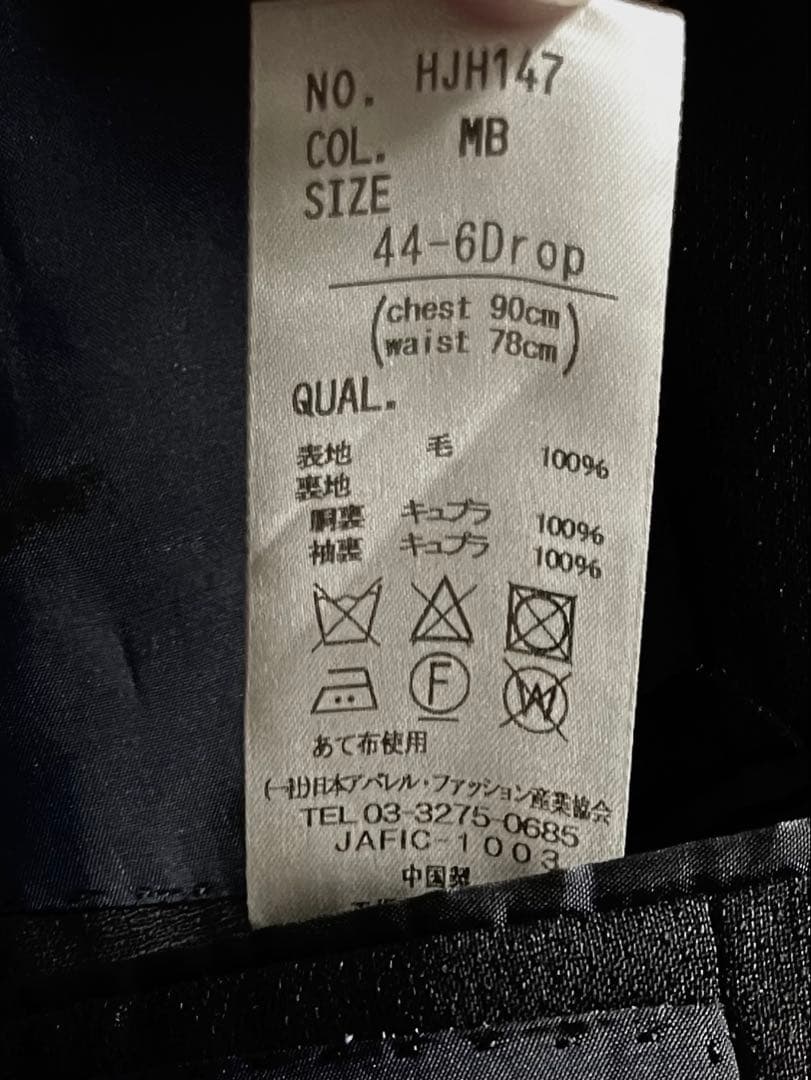 NO. HJH147
COL. MB
SIZE
44-6Drop
(chest 90cm
waist 78cm)
QUAL.
表地 毛 100%
裏地
胴裏 キュプラ 100%
袖裏 キュプラ 100%
F W
あて布使用
(一社)日本アパレル・ファッション産業協会
TEL 03-3275-0685
JAFIC-1003
中国製